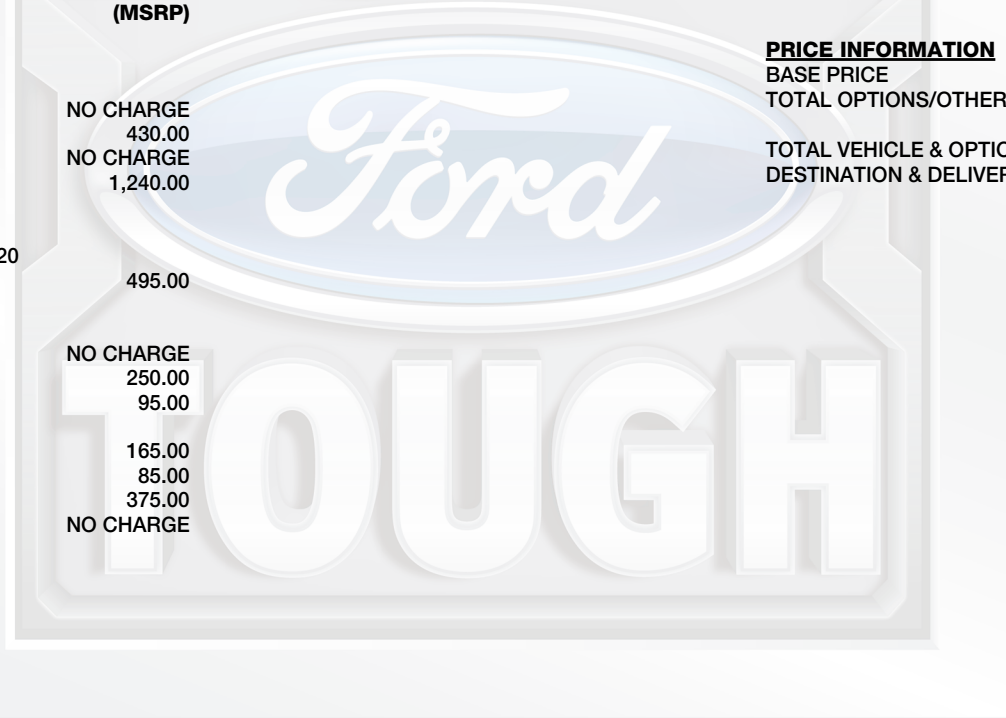 (MSRP)
NO CHARGE
430.00
NO CHARGE
1,240.00
20
495.00
NO CHARGE
250.00
95.00
165.00
85.00
375.00
NO CHARGE
PRICE INFORMATION
BASE PRICE
TOTAL OPTIONS/OTHER
TOTAL VEHICLE & OPTIO
DESTINATION & DELIVER
Ford
TOUGH